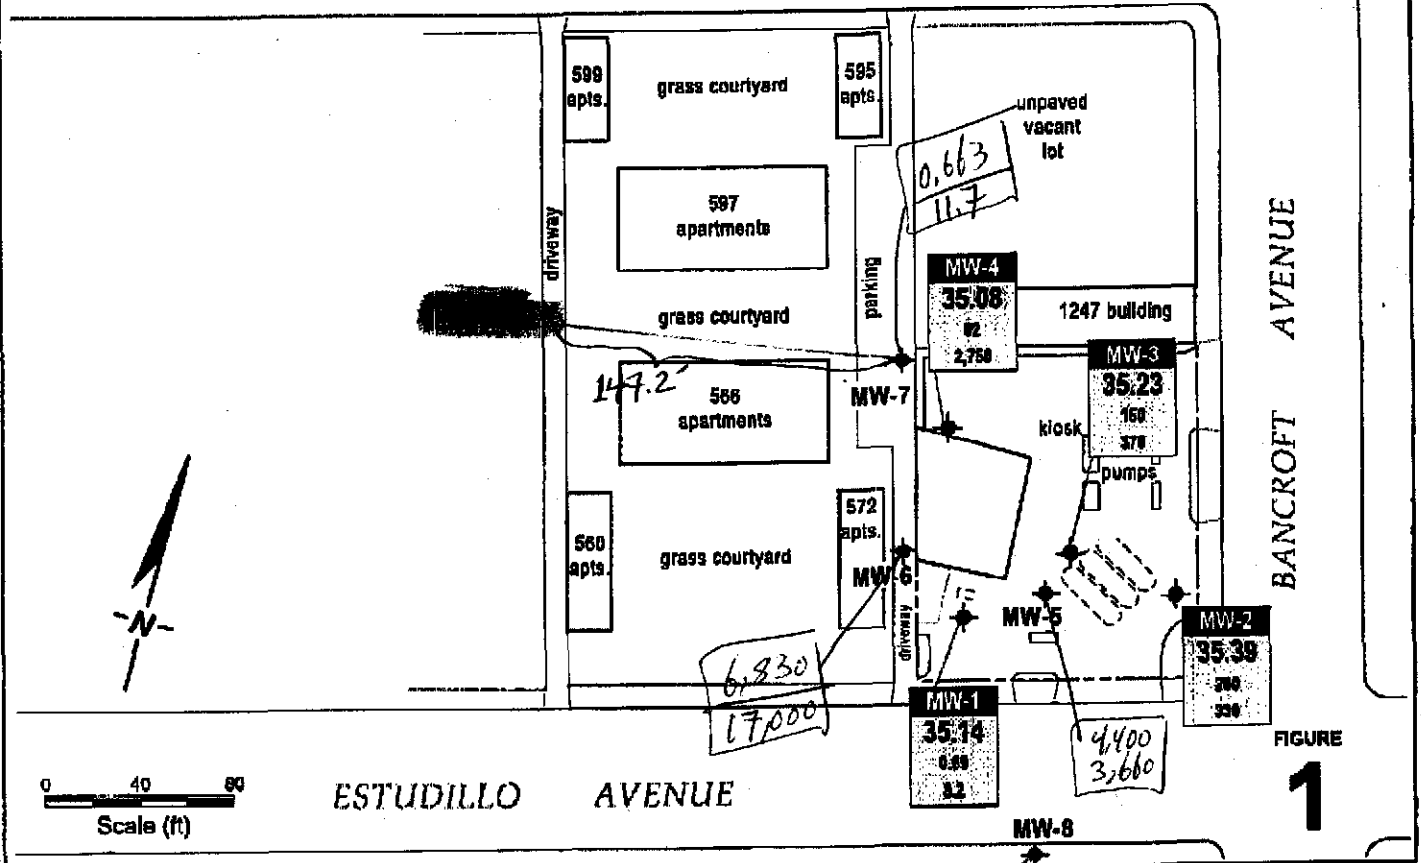 599
apts.
grass courtyard
595
apts.
unpaved
vacant
lot
0.663
11.7
597
apartments
driveway
parking
MW-4
35.08
2,750
1247 building
BANCROFT AVENUE
grass courtyard
MW-3
35.23
370
147.2'
566
apartments
MW-7
kiosk
pumps
572
apts.
560
apts.
grass courtyard
MW-6
N
driveway
MW-5
MW-2
35.39
6,830
17,000
MW-1
35.14
4,400
3,660
FIGURE
1
0 40 80
Scale (ft)
ESTUDILLO AVENUE
MW-8